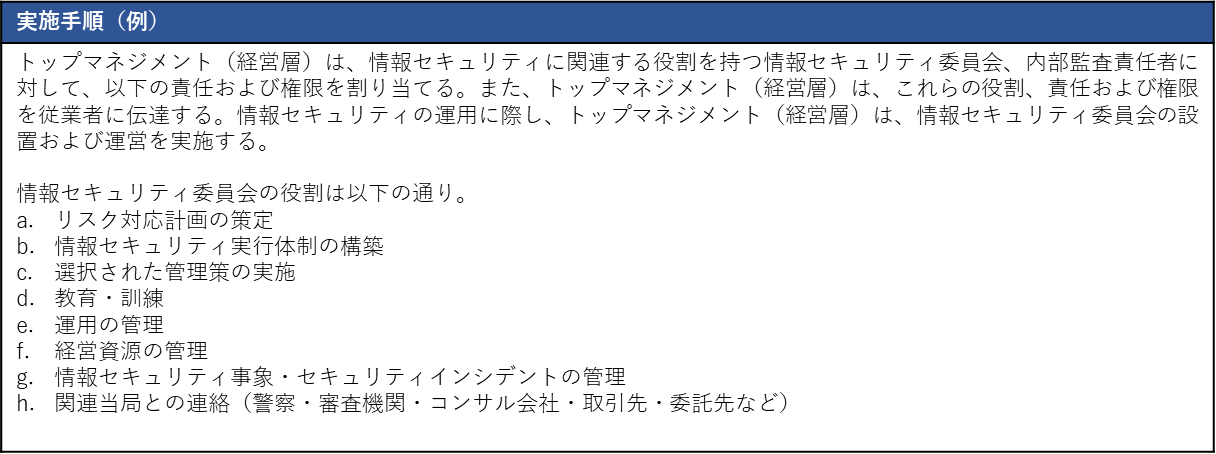 実施手順（例）
トップマネジメント（経営層）は、情報セキュリティに関連する役割を持つ情報セキュリティ委員会、内部監査責任者に
対して、以下の責任および権限を割り当てる。また、トップマネジメント（経営層）は、これらの役割、責任および権限
を従業者に伝達する。情報セキュリティの運用に際し、トップマネジメント（経営層）は、情報セキュリティ委員会の設
置および運営を実施する。
情報セキュリティ委員会の役割は以下の通り。
a. リスク対応計画の策定
b. 情報セキュリティ実行体制の構築
c. 選択された管理策の実施
d. 教育・訓練
e. 運用の管理
f. 経営資源の管理
g. 情報セキュリティ事象・セキュリティインシデントの管理
h. 関連当局との連絡（警察・審査機関・コンサル会社・取引先・委託先など）